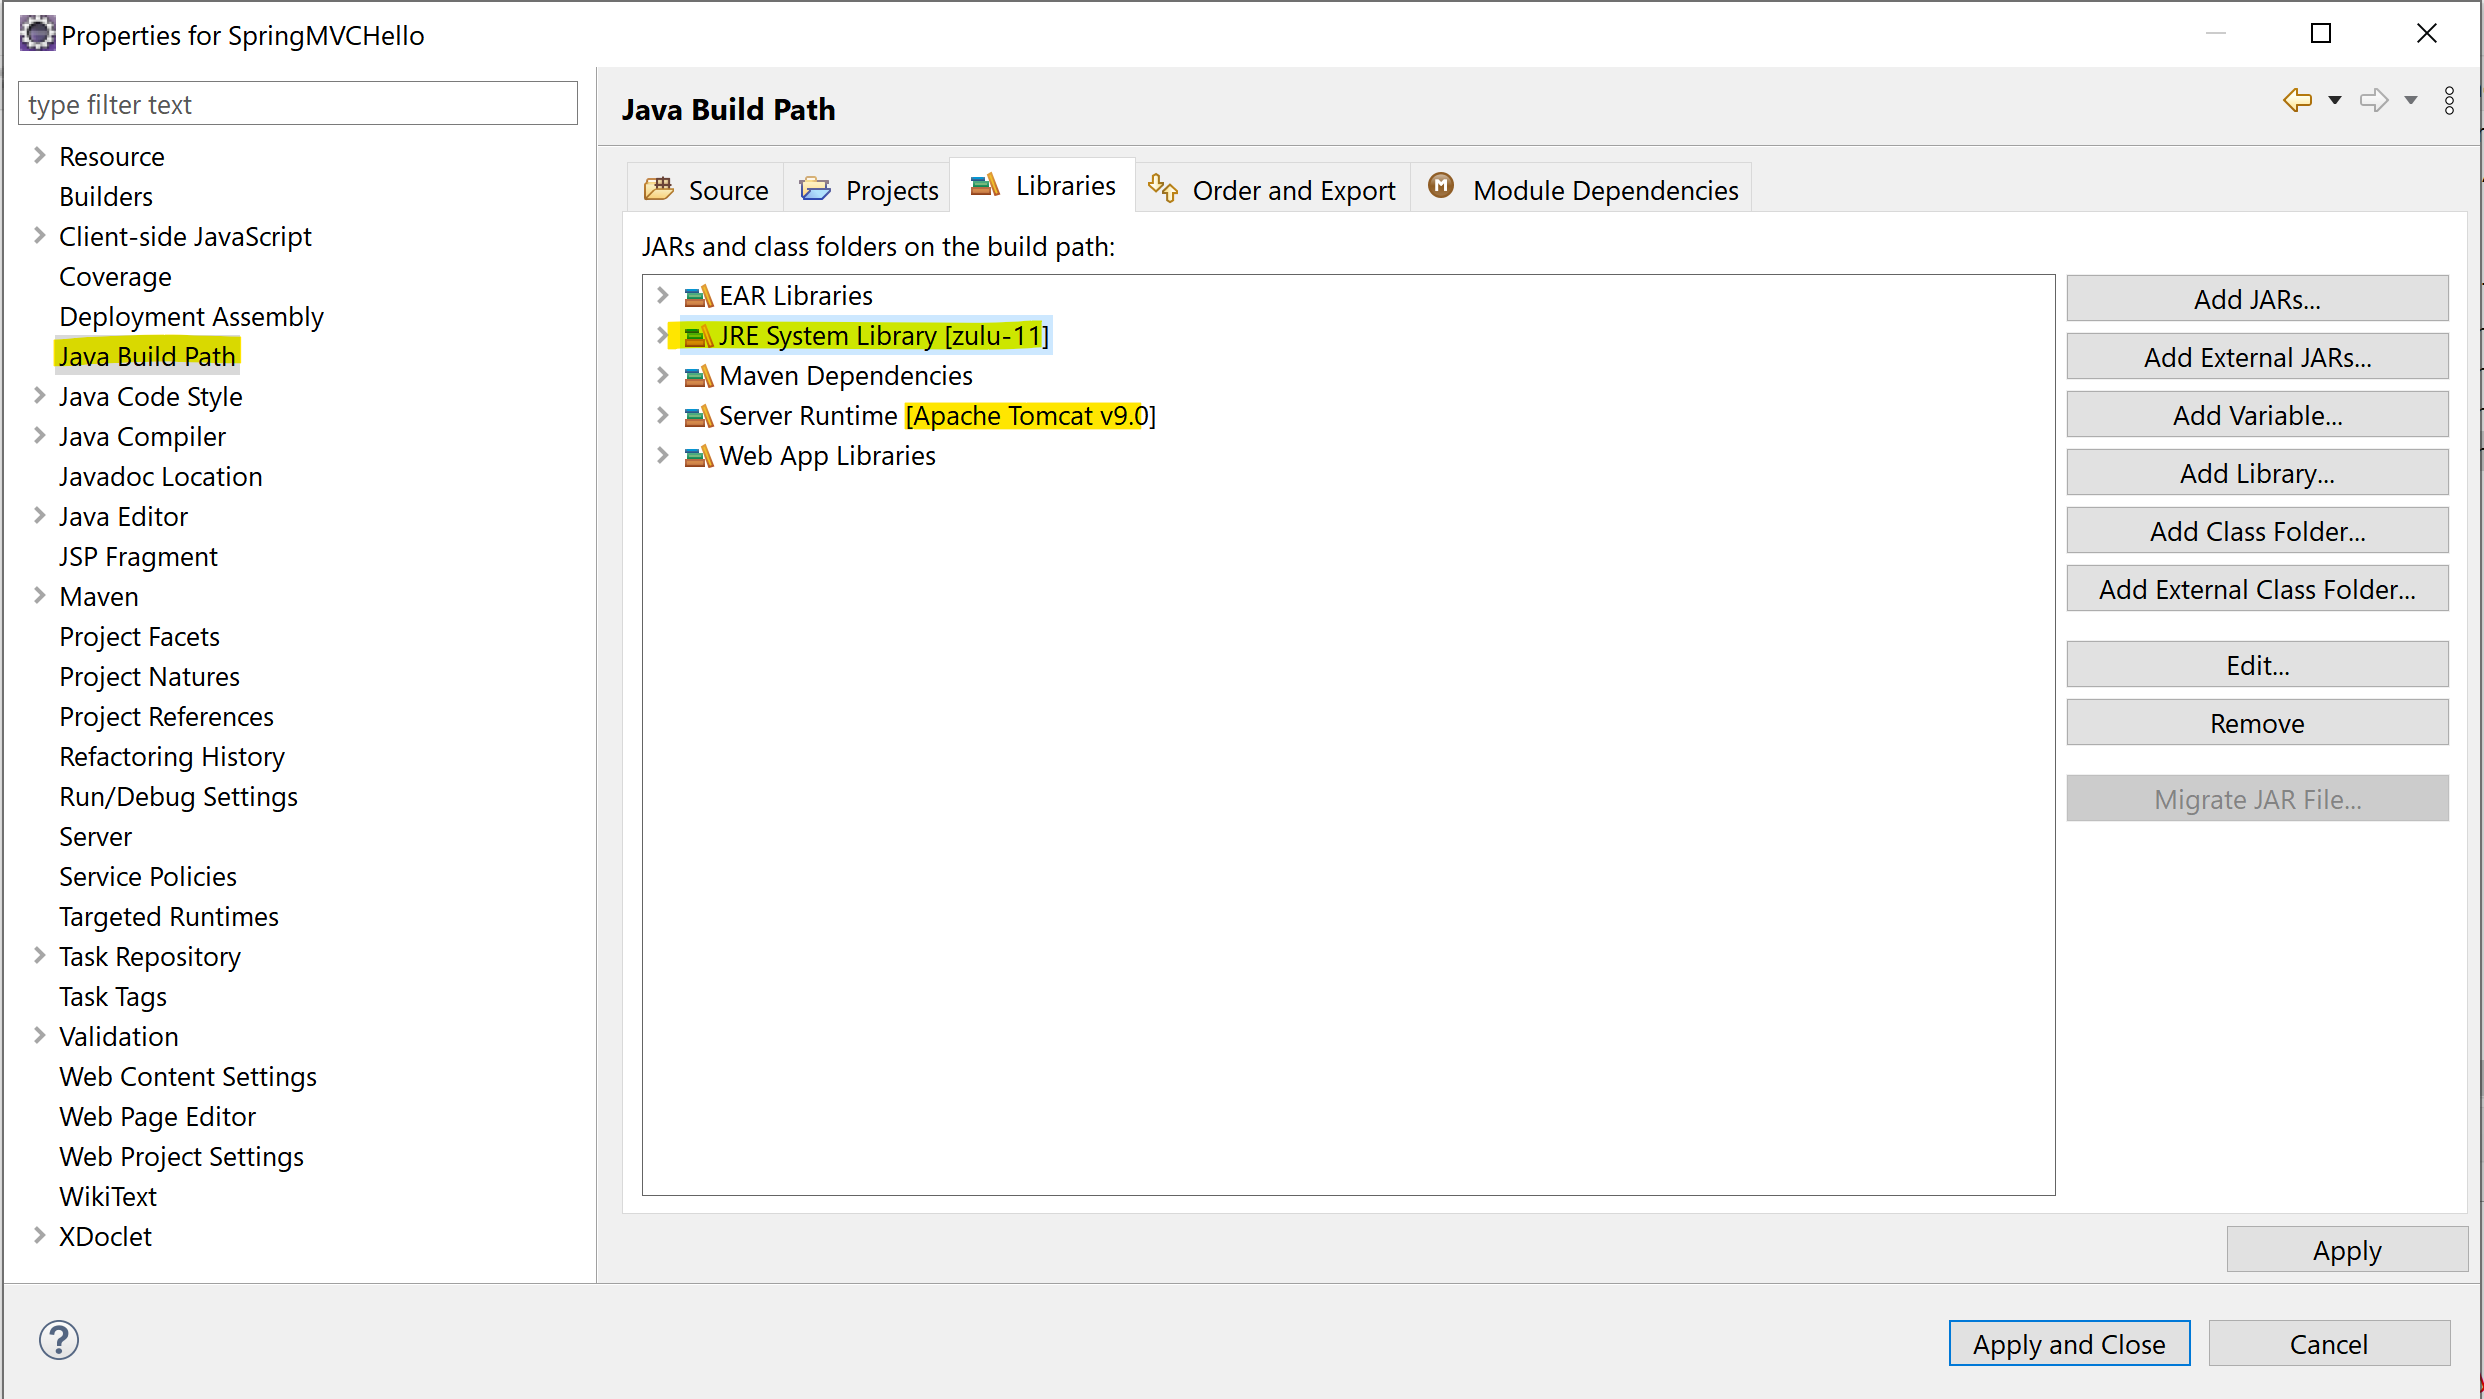 Properties for SpringMVCHello
type filter text
Resource
Builders
Client-side JavaScript
Coverage
Deployment Assembly
Java Build Path
Java Code Style
Java Compiler
Javadoc Location
Java Editor
JSP Fragment
Maven
Project Facets
Project Natures
Project References
Refactoring History
Run/Debug Settings
Server
Service Policies
Targeted Runtimes
Task Repository
Task Tags
Validation
Web Content Settings
Web Page Editor
Web Project Settings
WikiText
XDoclet
Java Build Path
Source Projects Libraries Order and Export Module Dependencies
JARs and class folders on the build path:
EAR Libraries
JRE System Library [zulu-11]
Maven Dependencies
Server Runtime [Apache Tomcat v9.0]
Web App Libraries
Add JARs...
Add External JARs...
Add Variable...
Add Library...
Add Class Folder...
Add External Class Folder...
Edit...
Remove
Migrate JAR File...
Apply
Apply and Close Cancel